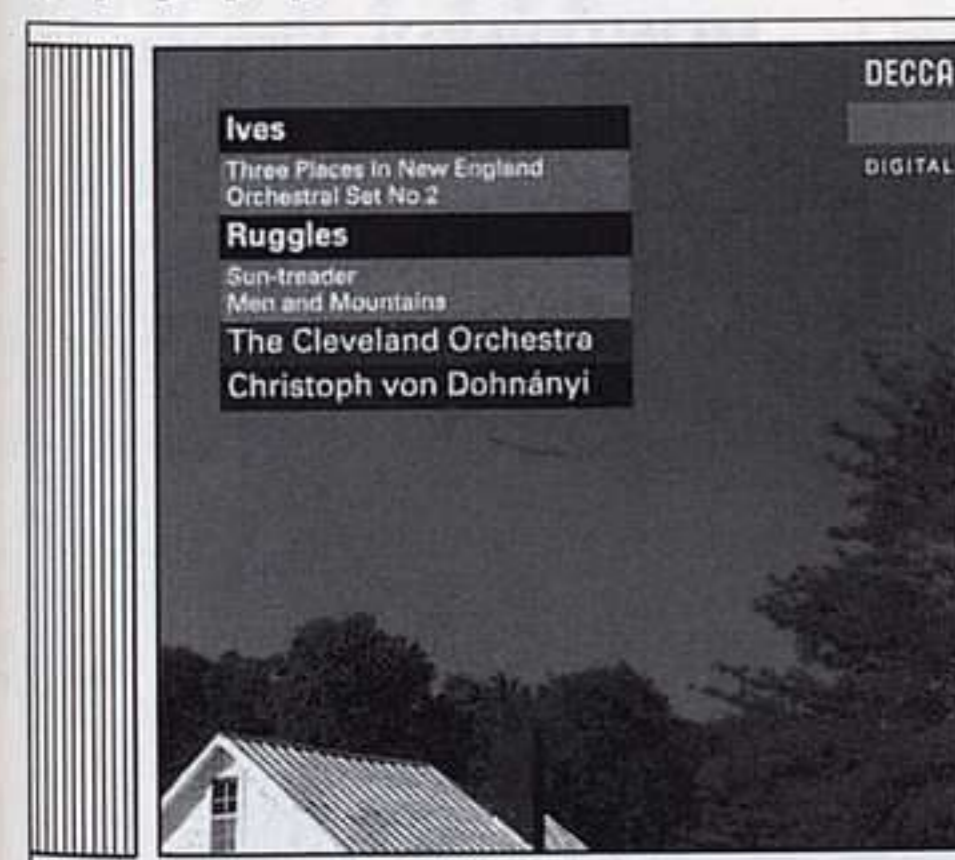 DECCA
DIGITAL
Ives
Three Places in New England
Orchestral Set No.2
Ruggles
Sun-treader
Men and Mountains
The Cleveland Orchestra
Christoph von Dohnányi